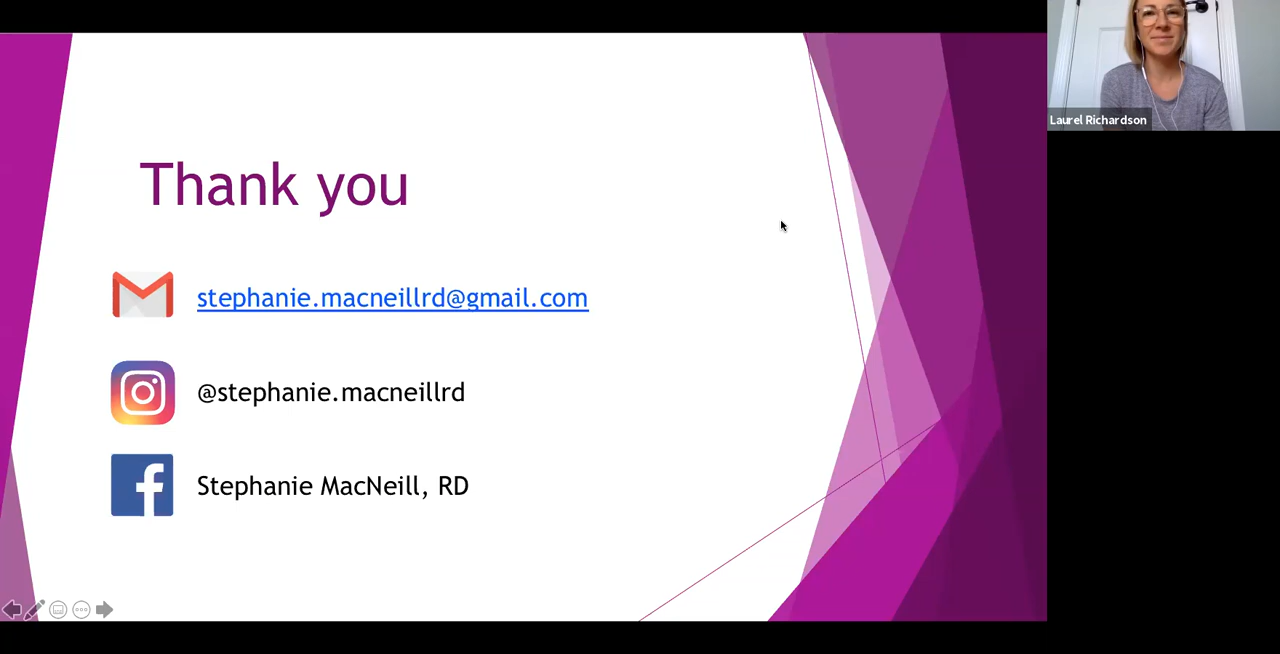 Thank you
stephanie.macneillrd@gmail.com
@stephanie.macneillrd
Stephanie MacNeill, RD
Laurel Richardson